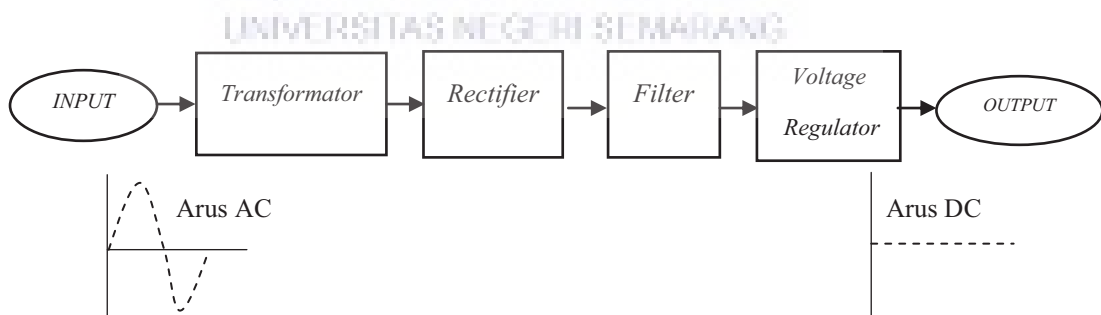 UNIVERSITAS NEGERI SEMARANG
INPUT
Transformator
Rectifier
Filter
Voltage
Regulator
OUTPUT
Arus AC
Arus DC